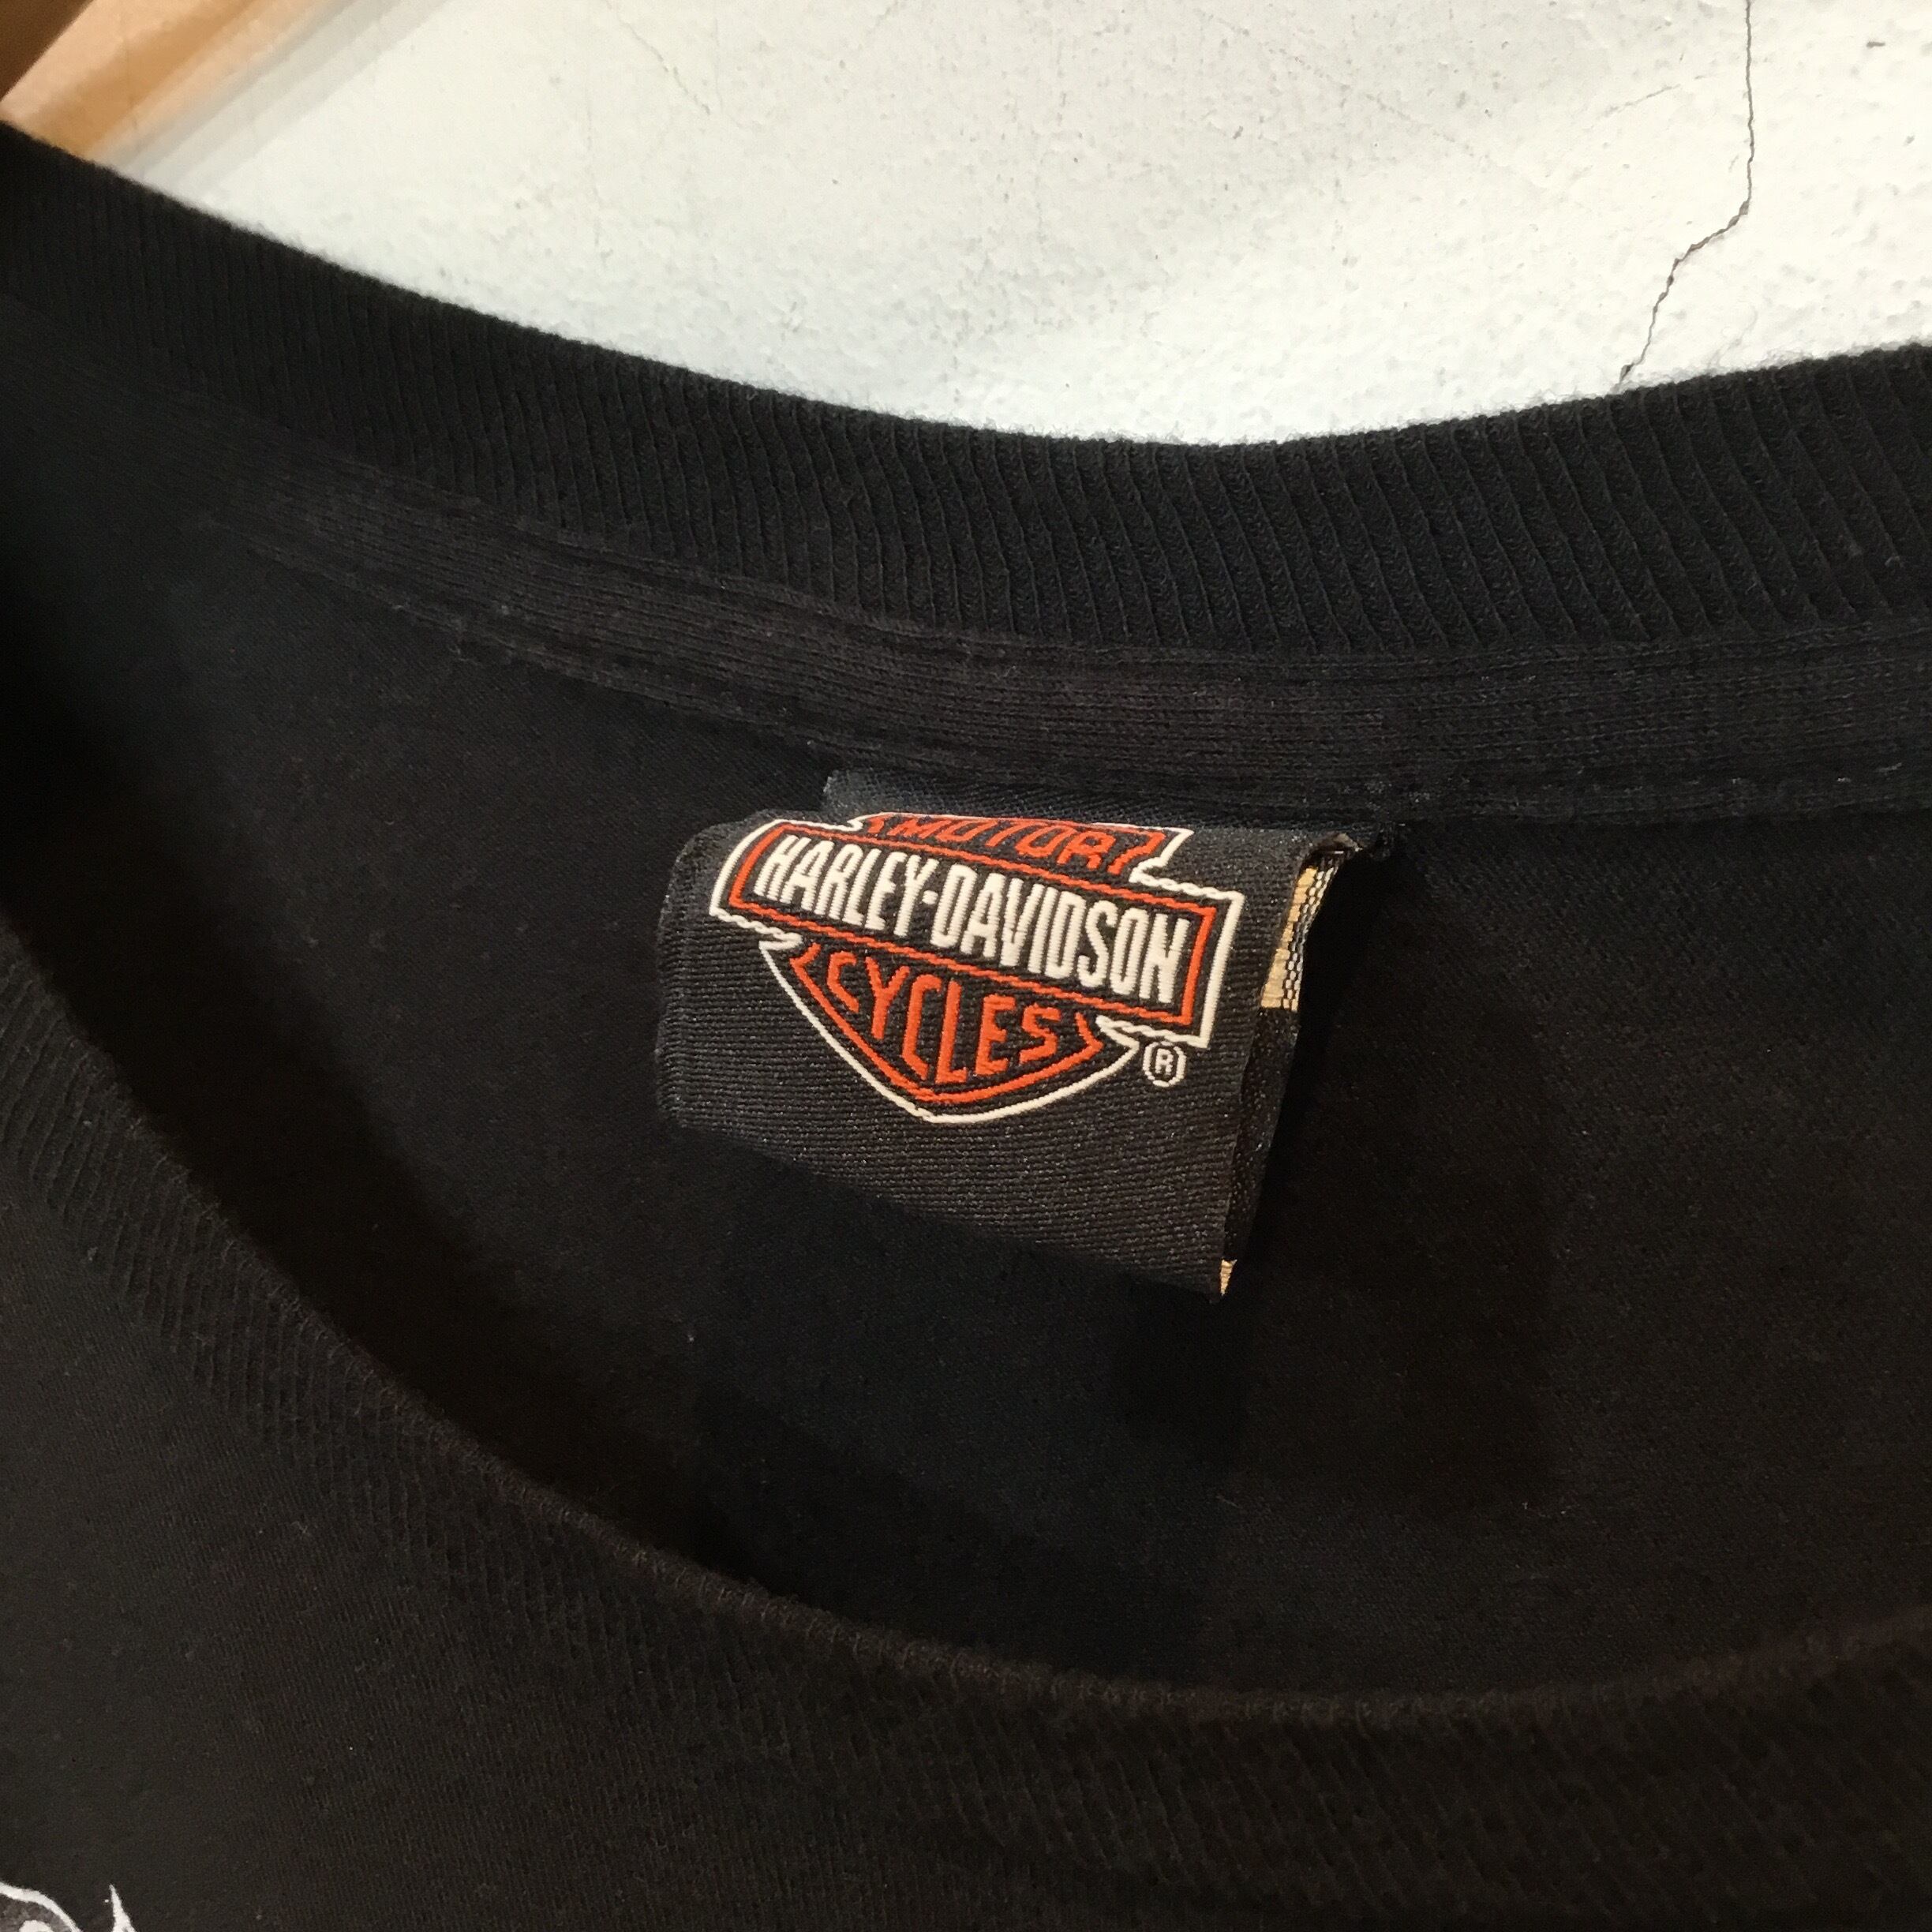 MOTOR
HARLEY-DAVIDSON
CYCLES
®